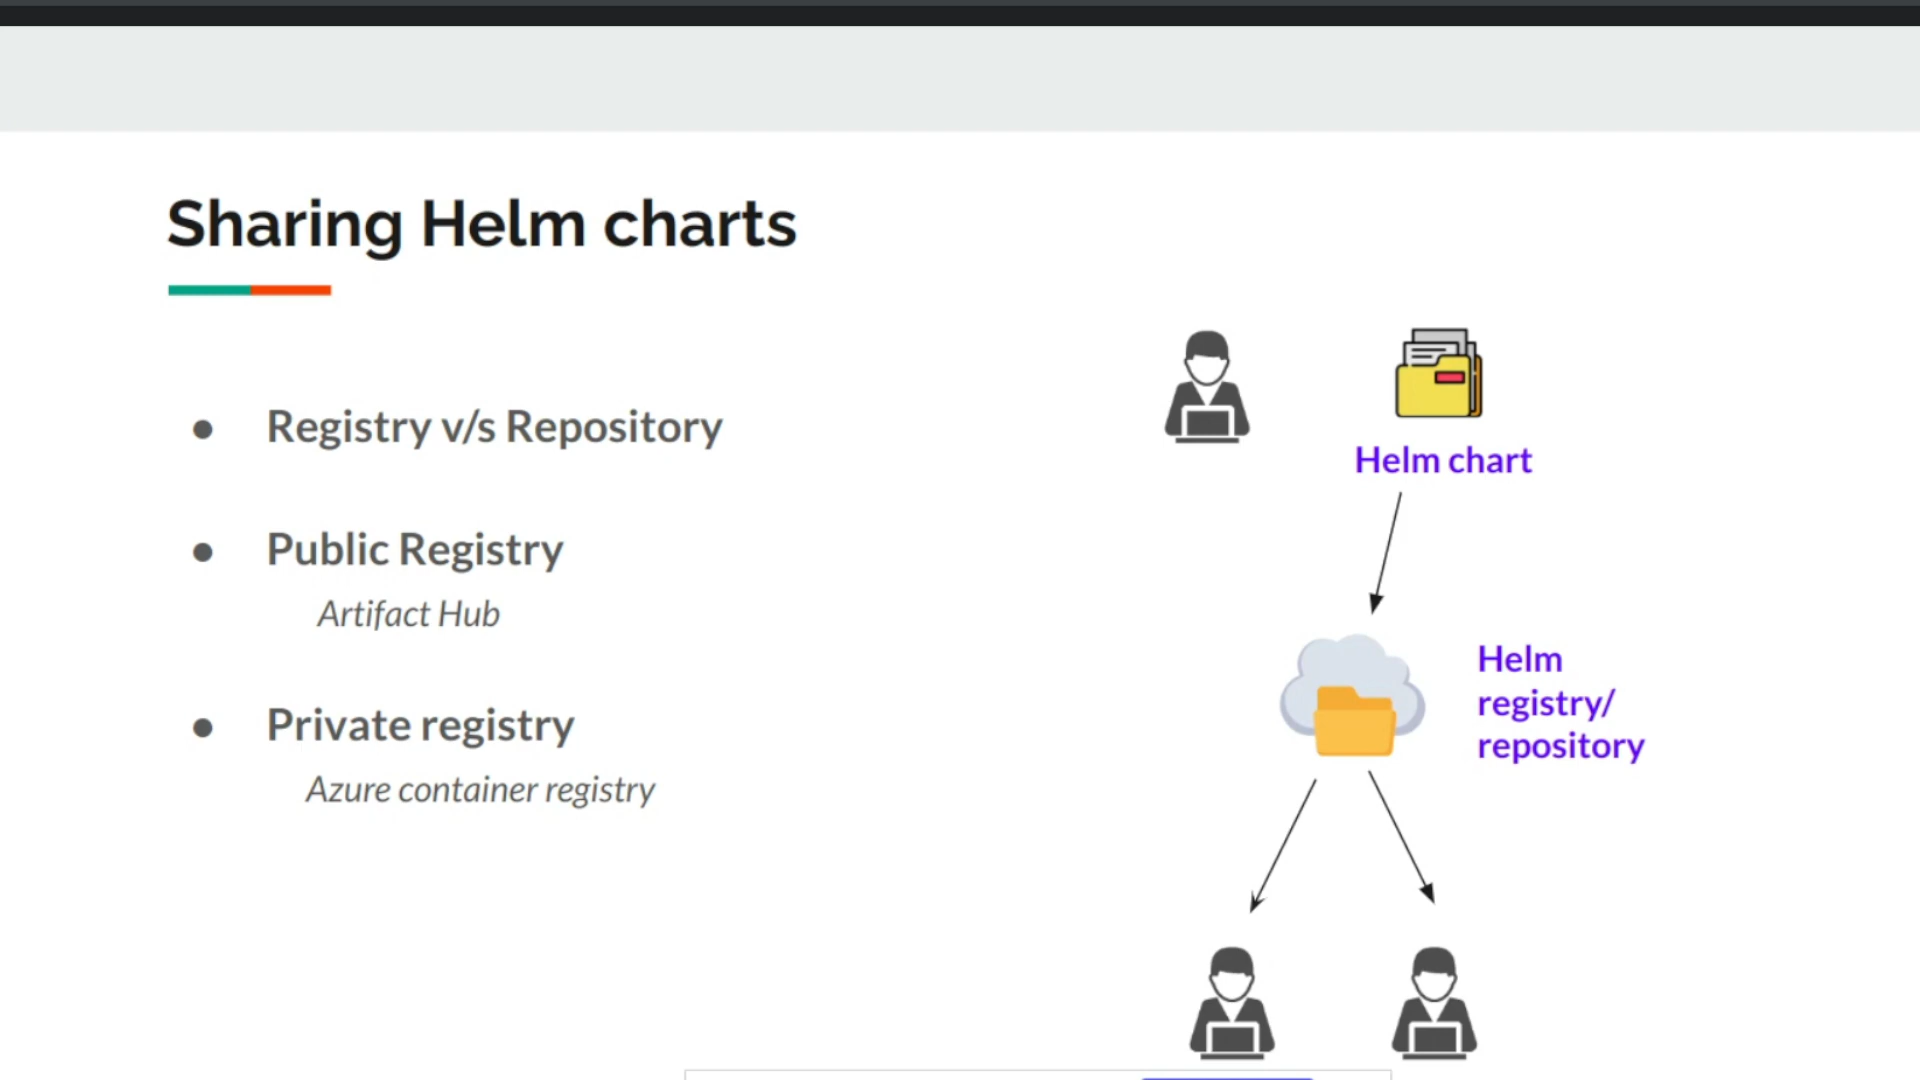 Sharing Helm charts
● Registry v/s Repository
● Public Registry
Artifact Hub
● Private registry
Azure container registry
Helm chart
Helm
registry/
repository